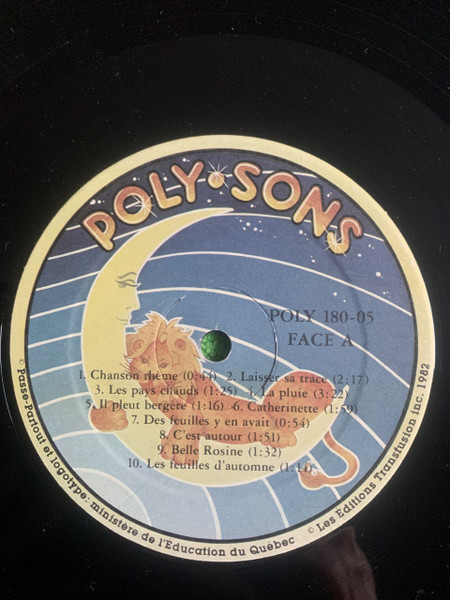 POLY•SONS
POLY 180-05
FACE A
1. Chanson thème (0:44) 2. Laisser sa trace (2:17)
3. Les pays chauds (1:25) 4. La pluie (3:22)
5. Il pleut bergère (1:16) 6. Catherinette (1:59)
7. Des feuilles y en avait (0:54)
8. C'est autour (1:51)
9. Belle Rosine (1:32)
10. Les feuilles d'automne
© Passe-Partout et logotype: ministère de l'Éducation du Québec © Les Éditions Transfusion inc. 1982